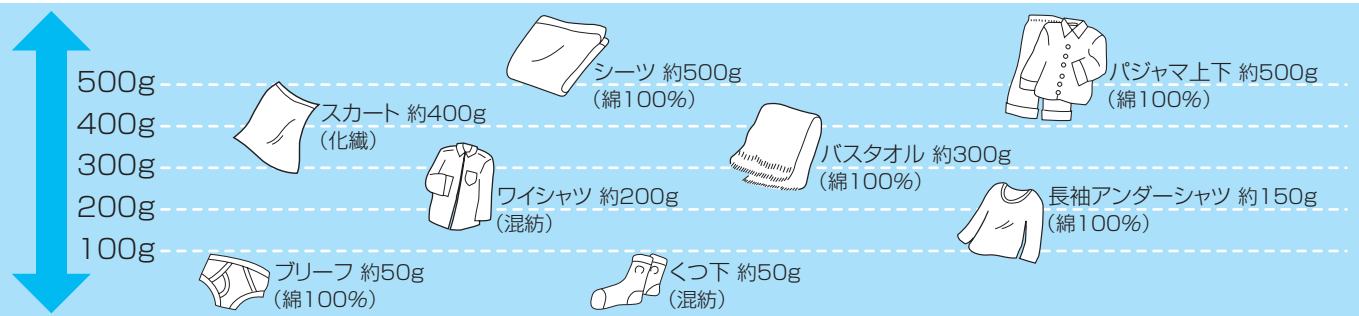 500g
400g
300g
200g
100g
シーツ 約500g
(綿100%)
パジャマ上下 約500g
(綿100%)
スカート 約400g
(化繊)
バスタオル 約300g
(綿100%)
ワイシャツ 約200g
(混紡)
長袖アンダーシャツ 約150g
(綿100%)
ブリーフ 約50g
(綿100%)
くつ下 約50g
(混紡)